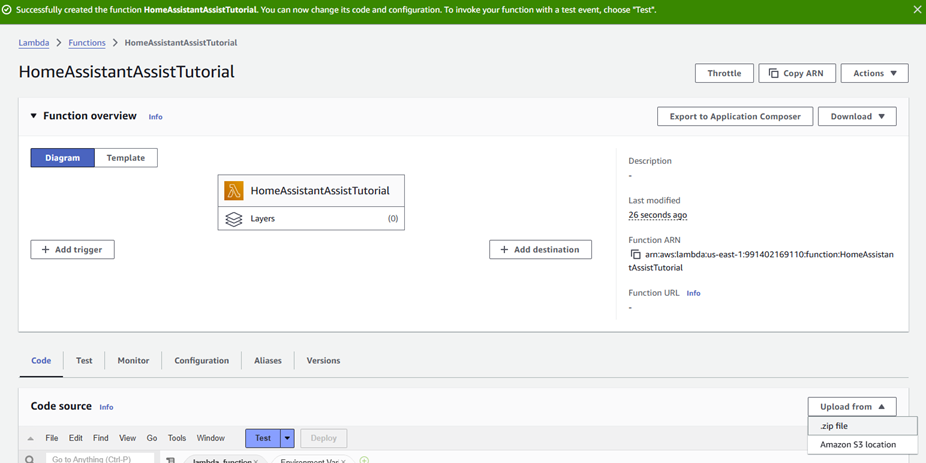 Successfully created the function HomeAssistantAssistTutorial. You can now change its code and configuration. To invoke your function with a test event, choose "Test".
Lambda > Functions > HomeAssistantAssistTutorial
HomeAssistantAssistTutorial
Throttle
Copy ARN
Actions
Function overview Info
Export to Application Composer
Download
Diagram
Template
HomeAssistantAssistTutorial
Layers (0)
+ Add trigger
+ Add destination
Description
-
Last modified
26 seconds ago
Function ARN
arn:aws:lambda:us-east-1:991402169110:function:HomeAssistan
tAssistTutorial
Function URL Info
-
Code
Test
Monitor
Configuration
Aliases
Versions
Code source Info
Upload from
.zip file
Amazon S3 location
File Edit Find View Go Tools Window
Test
Deploy
Go to Anything (Ctrl-P)
lambda_function ×
Environment Var ×